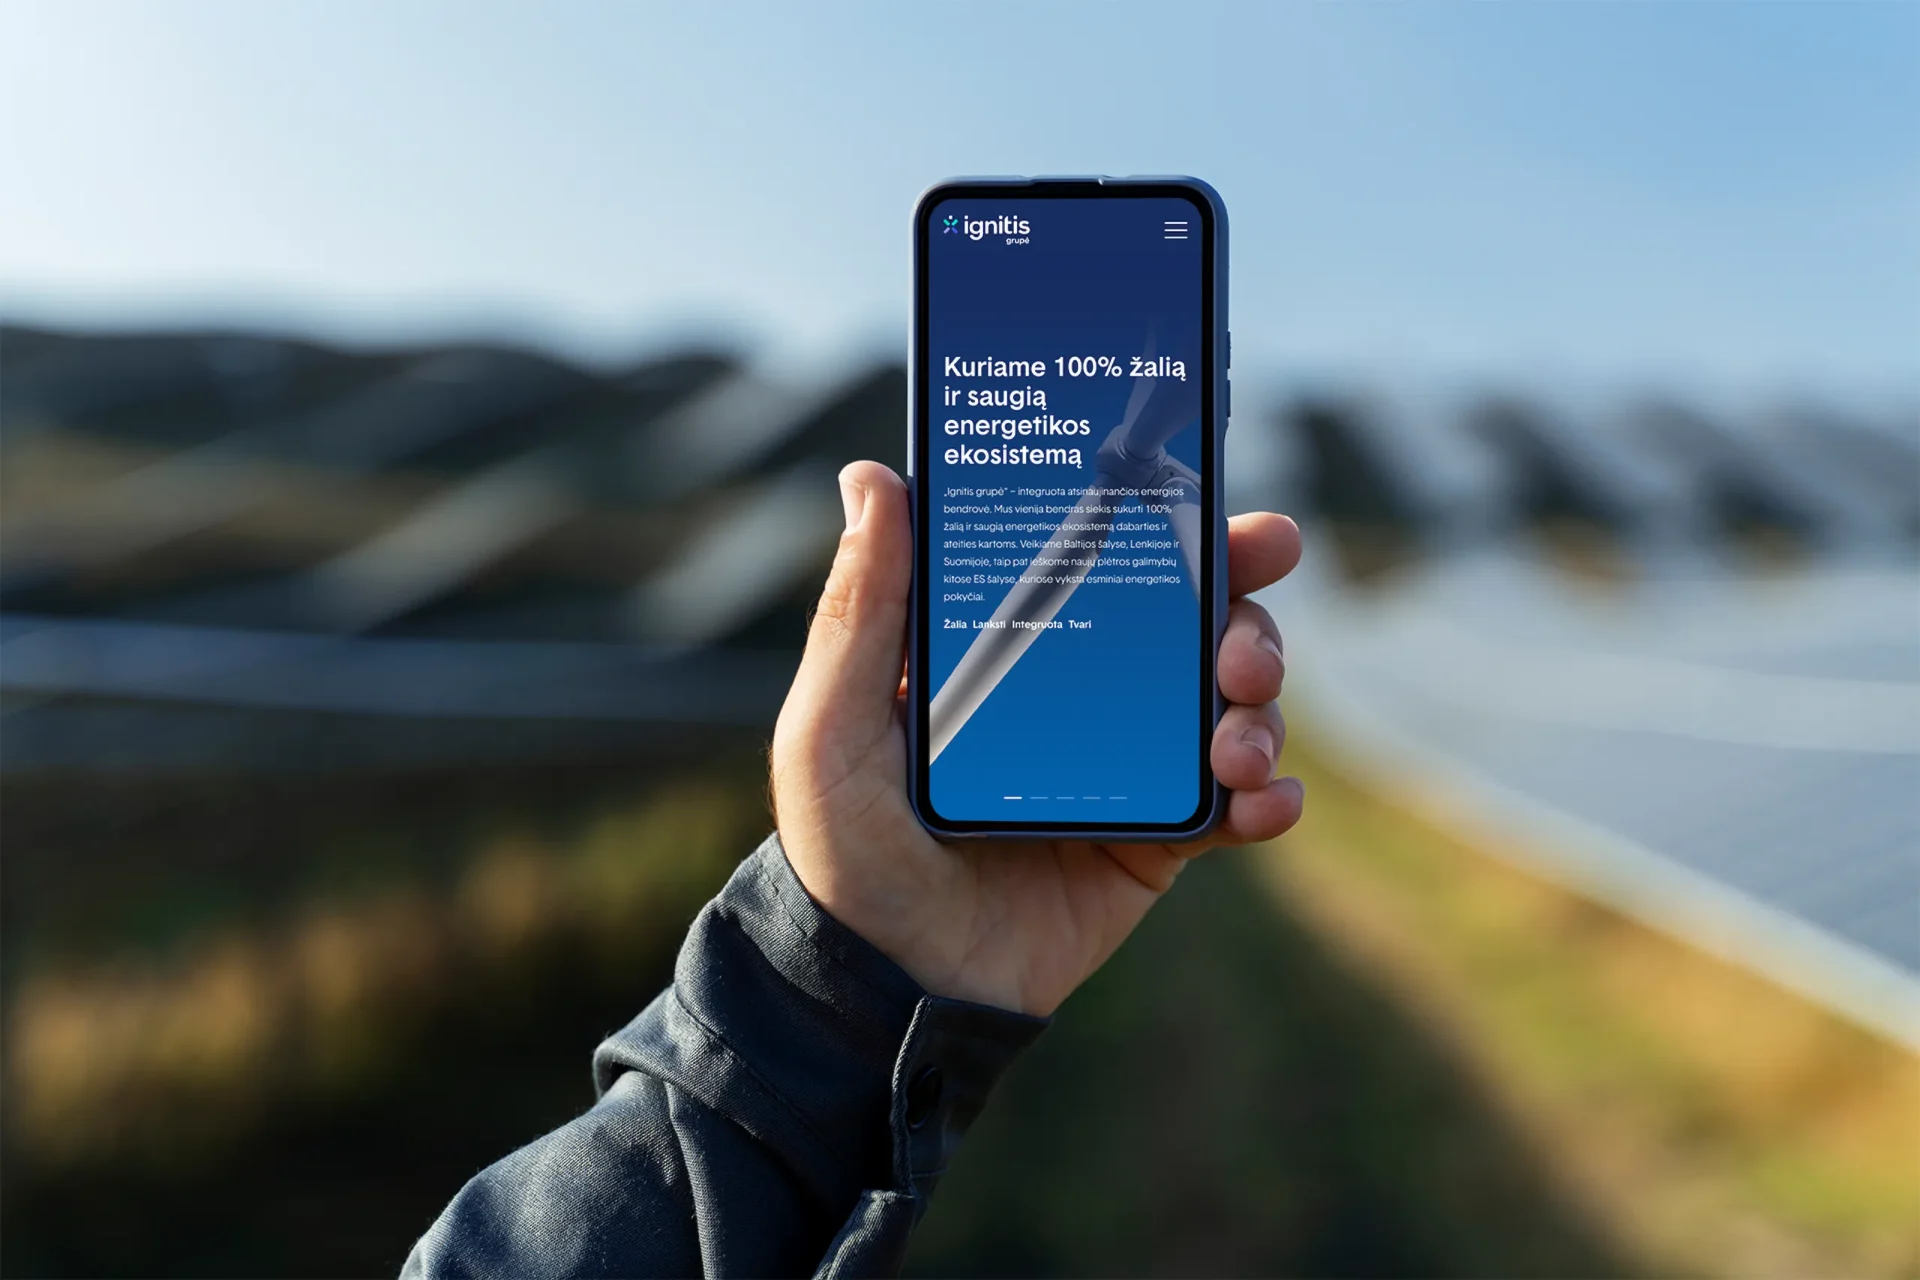 ignitis
grupė
Kuriame 100% žalią
ir saugią
energetikos
ekosistemą
„Ignitis grupė“ – integruota atsinaujinančios energijos
bendrovė. Mus vienija bendras siekis sukurti 100%
žalią ir saugią energetikos ekosistemą dabarties ir
ateities kartoms. Veikiame Baltijos šalyse, Lenkijoje ir
Suomijoje, taip pat ieškome naujų plėtros galimybių
kitose ES šalyse, kuriose vyksta esminiai energetikos
pokyčiai.
Žalia Lanksti Integruota Tvari